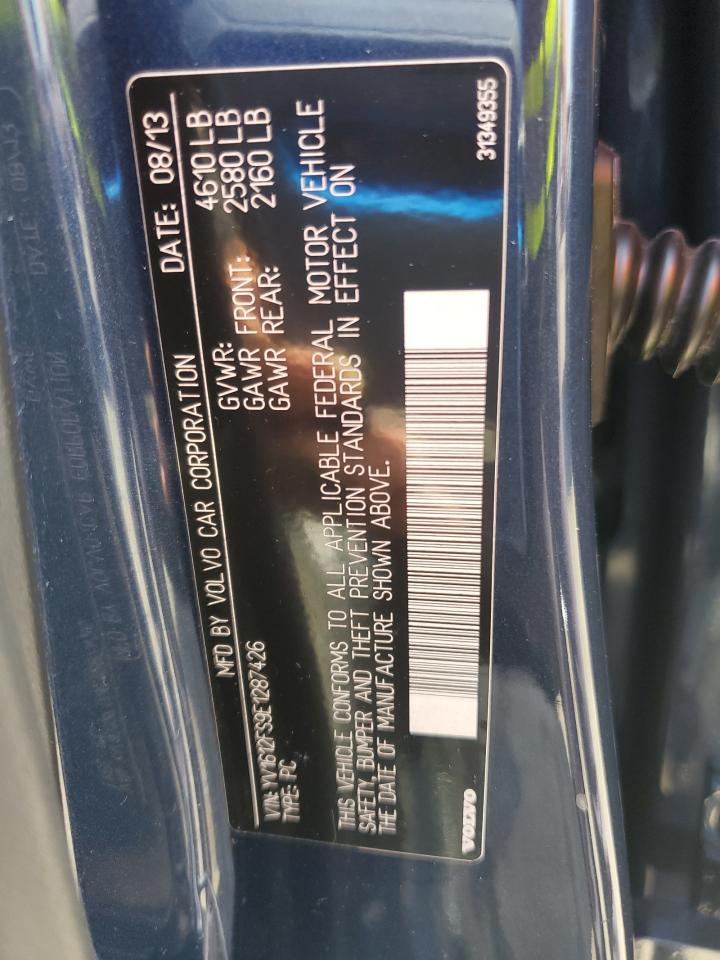 MFD BY VOLVO CAR CORPORATION DATE: 08/13
GVWR: 4610 LB
GAWR FRONT: 2580 LB
GAWR REAR: 2160 LB
VIN: YV1612FS9E1287426
TYPE: PC
THIS VEHICLE CONFORMS TO ALL APPLICABLE FEDERAL MOTOR VEHICLE
SAFETY, BUMPER AND THEFT PREVENTION STANDARDS IN EFFECT ON
THE DATE OF MANUFACTURE SHOWN ABOVE.
VOLVO 31349355